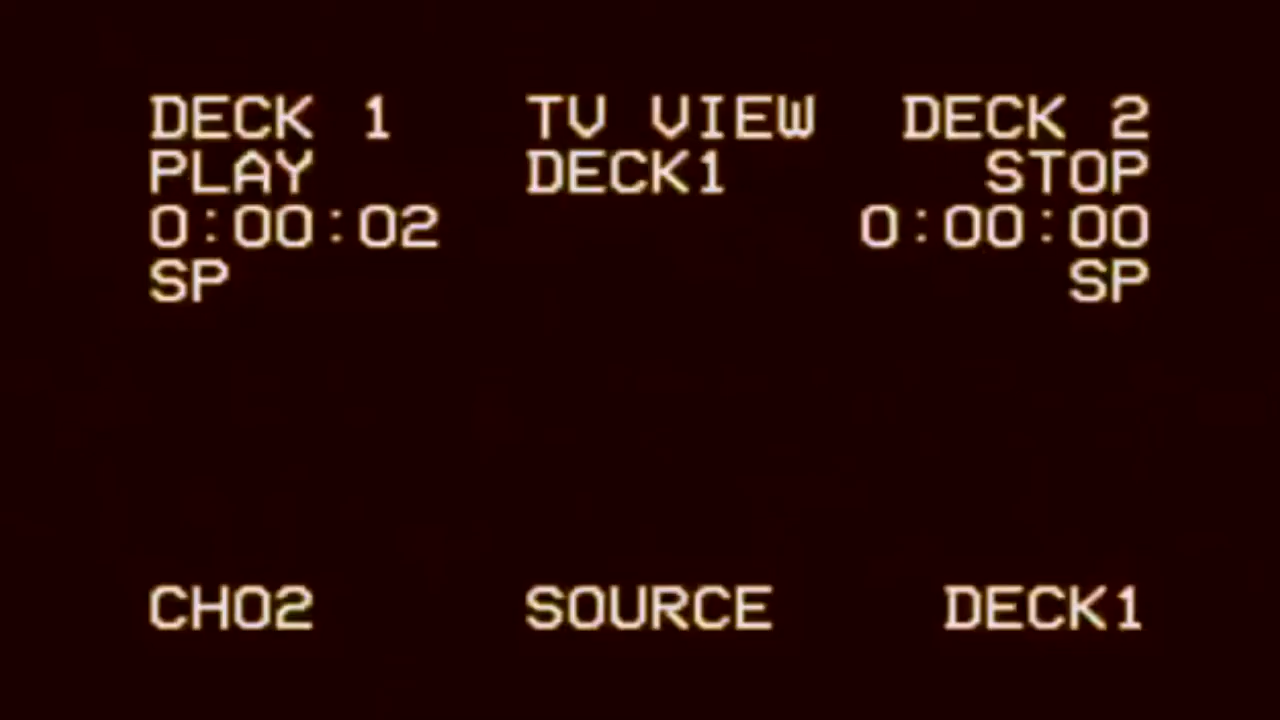 DECK 1 TV VIEW DECK 2
PLAY DECK1 STOP
0:00:02 0:00:00
SP SP
CH02 SOURCE DECK1